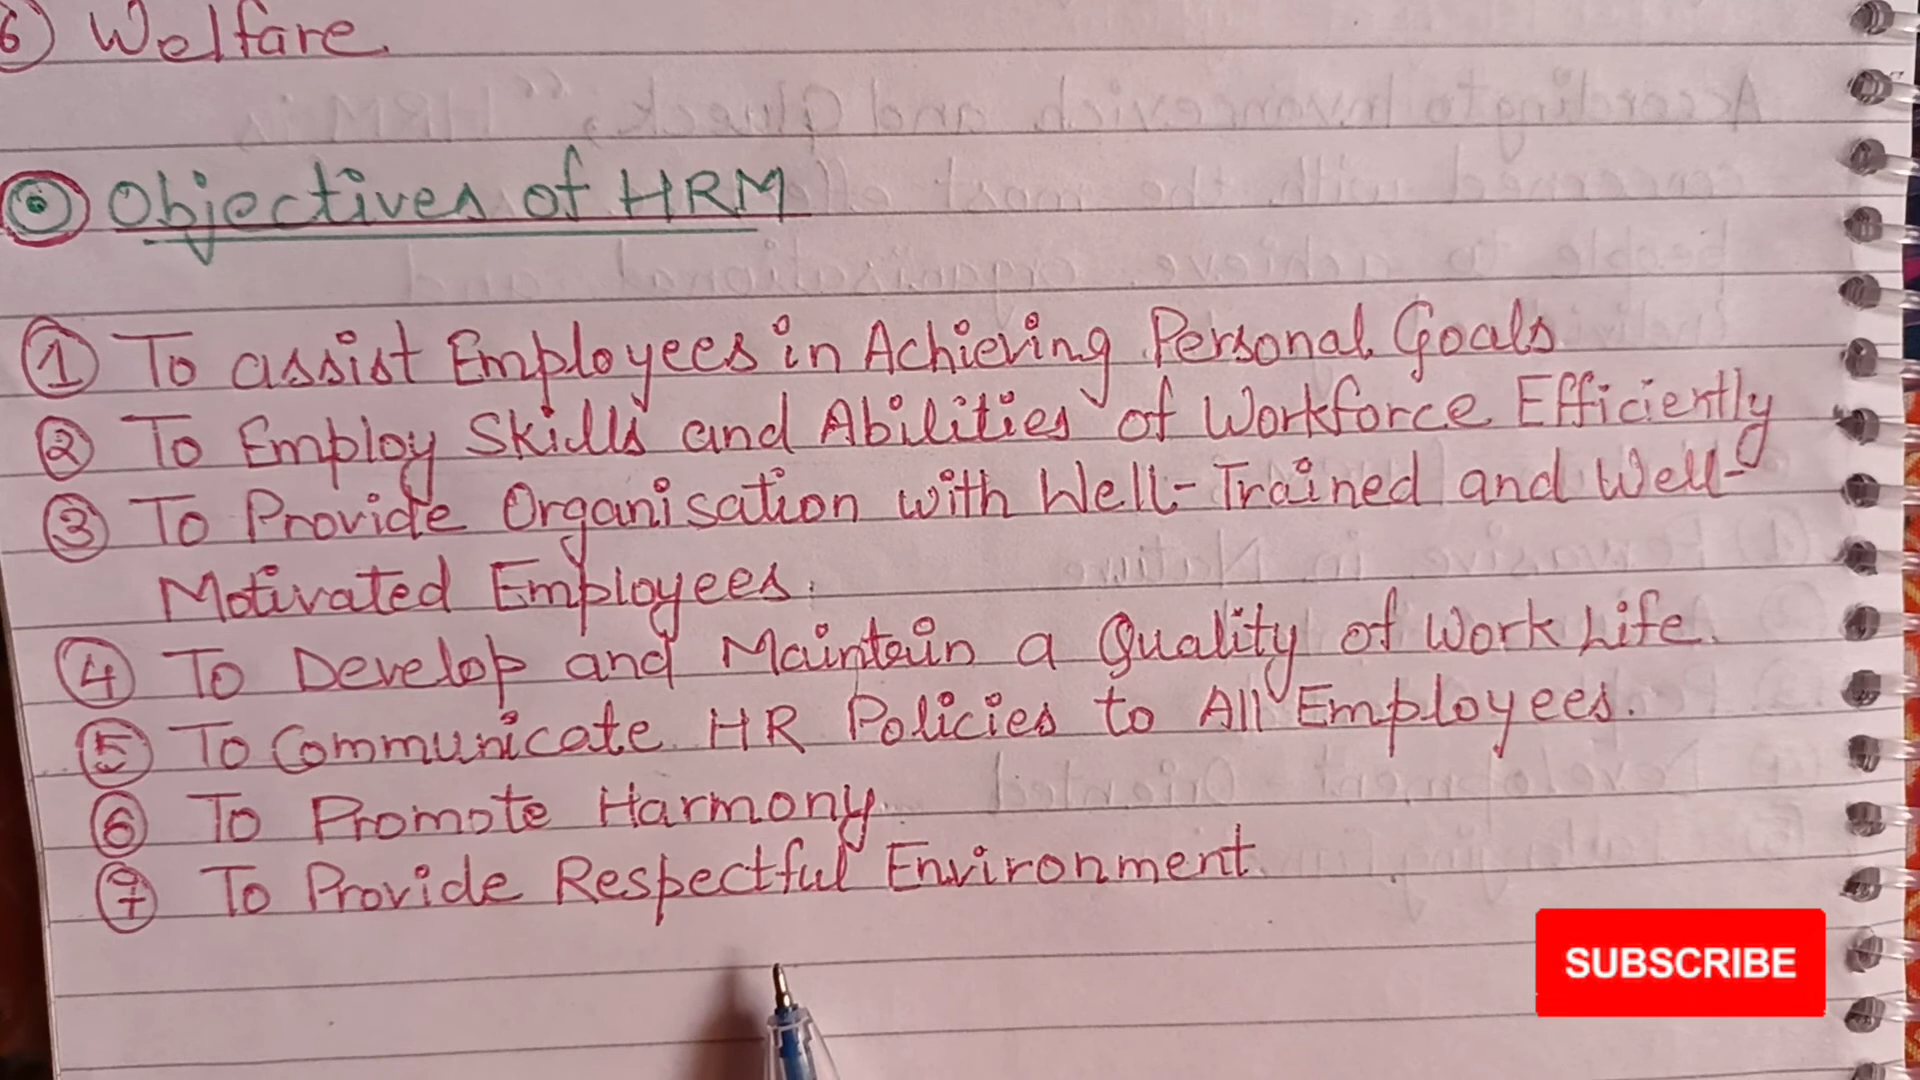 6 Welfare.
Objectives of HRM
1 To assist Employees in Achieving Personal Goals
2 To Employ Skills and Abilities of Workforce Efficiently
3 To Provide Organisation with Well-Trained and Well-
Motivated Employees.
4 To Develop and Maintain a Quality of Work Life.
5 To Communicate HR Policies to All Employees.
6 To Promote Harmony
7 To Provide Respectful Environment
SUBSCRIBE